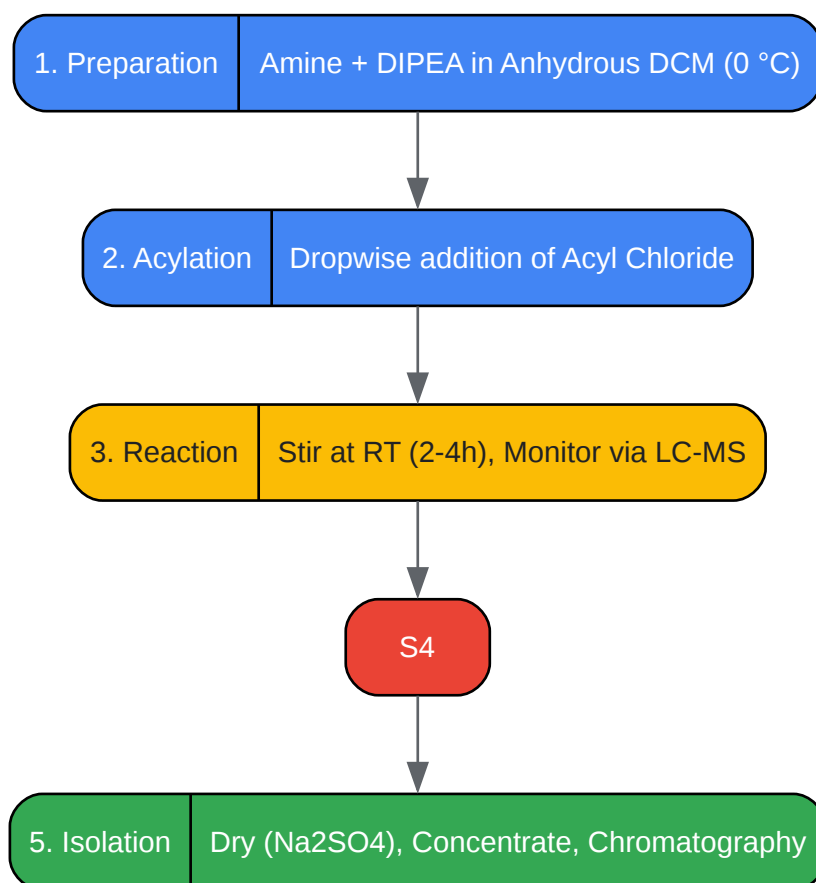 1. Preparation Amine + DIPEA in Anhydrous DCM (0 °C)
2. Acylation Dropwise addition of Acyl Chloride
3. Reaction Stir at RT (2-4h), Monitor via LC-MS
S4
5. Isolation Dry (Na2SO4), Concentrate, Chromatography